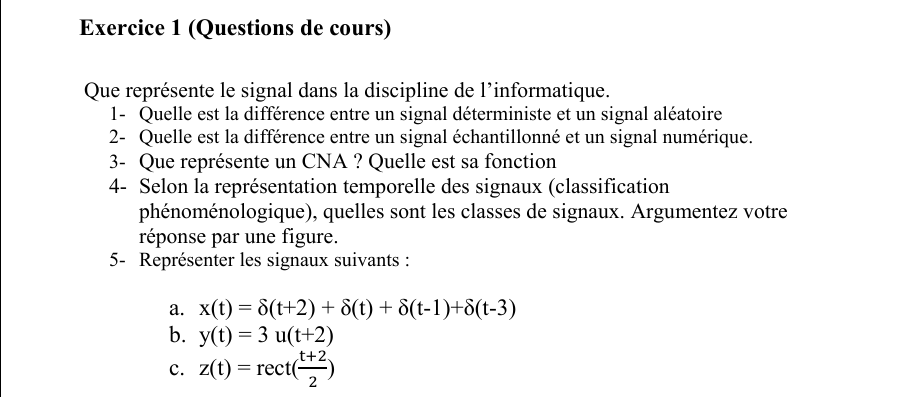 Exercice 1 (Questions de cours)
Que représente le signal dans la discipline de l'informatique.
1- Quelle est la différence entre un signal déterministe et un signal aléatoire
2- Quelle est la différence entre un signal échantillonné et un signal numérique.
3- Que représente un CNA ? Quelle est sa fonction
4- Selon la représentation temporelle des signaux (classification
phénoménologique), quelles sont les classes de signaux. Argumentez votre
réponse par une figure.
5- Représenter les signaux suivants :
a. x(t) = δ(t+2) + δ(t) + δ(t-1)+δ(t-3)
b. y(t) = 3 u(t+2)
c. z(t) = rect(\frac{t+2}{2})